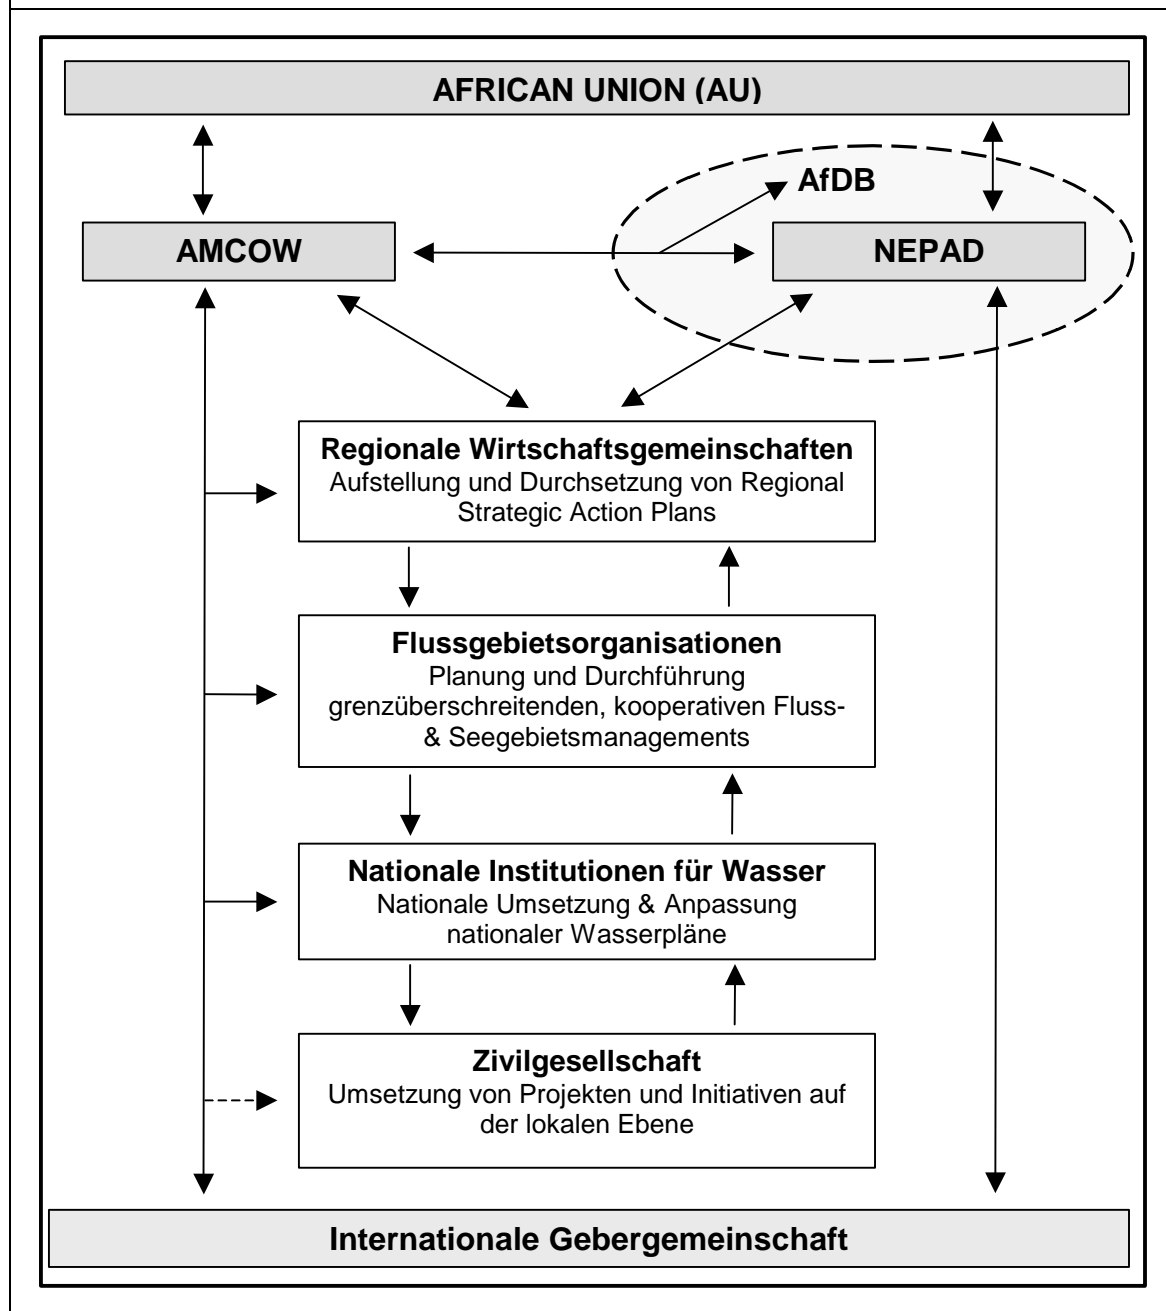 AFRICAN UNION (AU)
AfDB
AMCOW
NEPAD
Regionale Wirtschaftsgemeinschaften
Aufstellung und Durchsetzung von Regional
Strategic Action Plans
Flussgebietsorganisationen
Planung und Durchführung
grenzüberschreitenden, kooperativen Fluss-
& Seegebietsmanagements
Nationale Institutionen für Wasser
Nationale Umsetzung & Anpassung
nationaler Wasserpläne
Zivilgesellschaft
Umsetzung von Projekten und Initiativen auf
der lokalen Ebene
Internationale Gebergemeinschaft